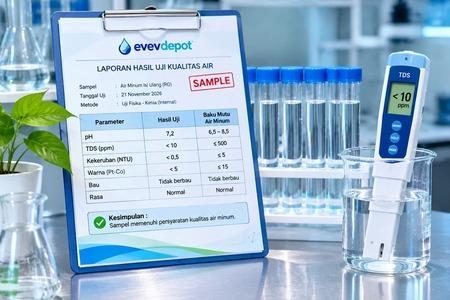 evevdepot
LAPORAN HASIL UJI KUALITAS AIR
Sampel : Air Minum Isi Ulang (RO)
Tanggal Uji : 21 November 2026
Metode : Uji Fisika - Kimia (Internal)
SAMPLE
Parameter Hasil Uji Baku Mutu Air Minum
pH 7,2 6,5 – 8,5
TDS (ppm) < 10 ≤ 500
Kekeruhan (NTU) < 0,5 ≤ 5
Warna (Pt-Co) < 5 ≤ 15
Bau Tidak berbau Tidak berbau
Rasa Normal Normal
Kesimpulan :
Sampel memenuhi persyaratan kualitas air minum.
TDS
<10
ppm